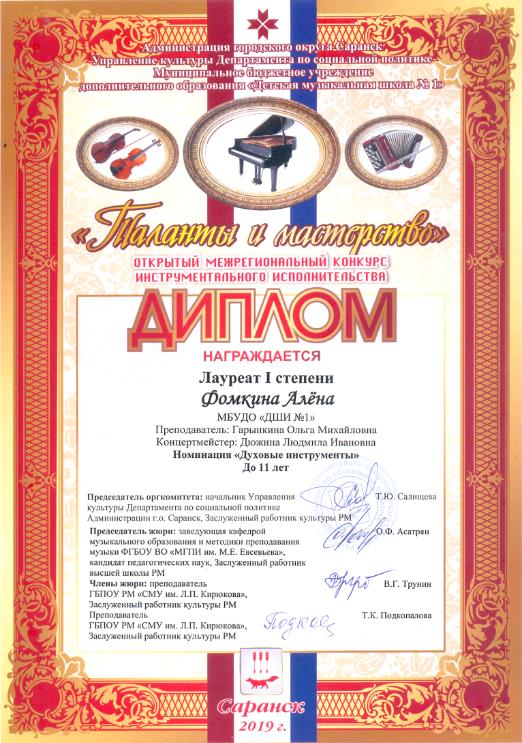 Администрация городского округа Саранск
Управление культуры Департамента по социальной политике
Муниципальное бюджетное учреждение
дополнительного образования «Детская музыкальная школа № 1»
«Таланты и мастерство»
ОТКРЫТЫЙ МЕЖРЕГИОНАЛЬНЫЙ КОНКУРС
ИНСТРУМЕНТАЛЬНОГО ИСПОЛНИТЕЛЬСТВА
ДИПЛОМ
НАГРАЖДАЕТСЯ
Лауреат I степени
Фомкина Алёна
МБУДО «ДШИ №1»
Преподаватель: Гарынкина Ольга Михайловна
Концертмейстер: Дюжина Людмила Ивановна
Номинация «Духовые инструменты»
До 11 лет
Председатель оргкомитета: начальник Управления
культуры Департамента по социальной политике
Администрации г.о. Саранск, Заслуженный работник культуры РМ
Т.Ю. Салищева
Председатель жюри: заведующая кафедрой
музыкального образования и методики преподавания
музыки ФГБОУ ВО «МГПИ им. М.Е. Евсевьева»,
кандидат педагогических наук, Заслуженный работник
высшей школы РМ
О.Ф. Асатрян
Члены жюри: преподаватель
ГБПОУ РМ «СМУ им. Л.П. Кирюкова»,
Заслуженный работник культуры РМ
В.Г. Трунин
Преподаватель
ГБПОУ РМ «СМУ им. Л.П. Кирюкова»,
Заслуженный работник культуры РМ
Т.К. Подкопалова
Саранск
2019 г.